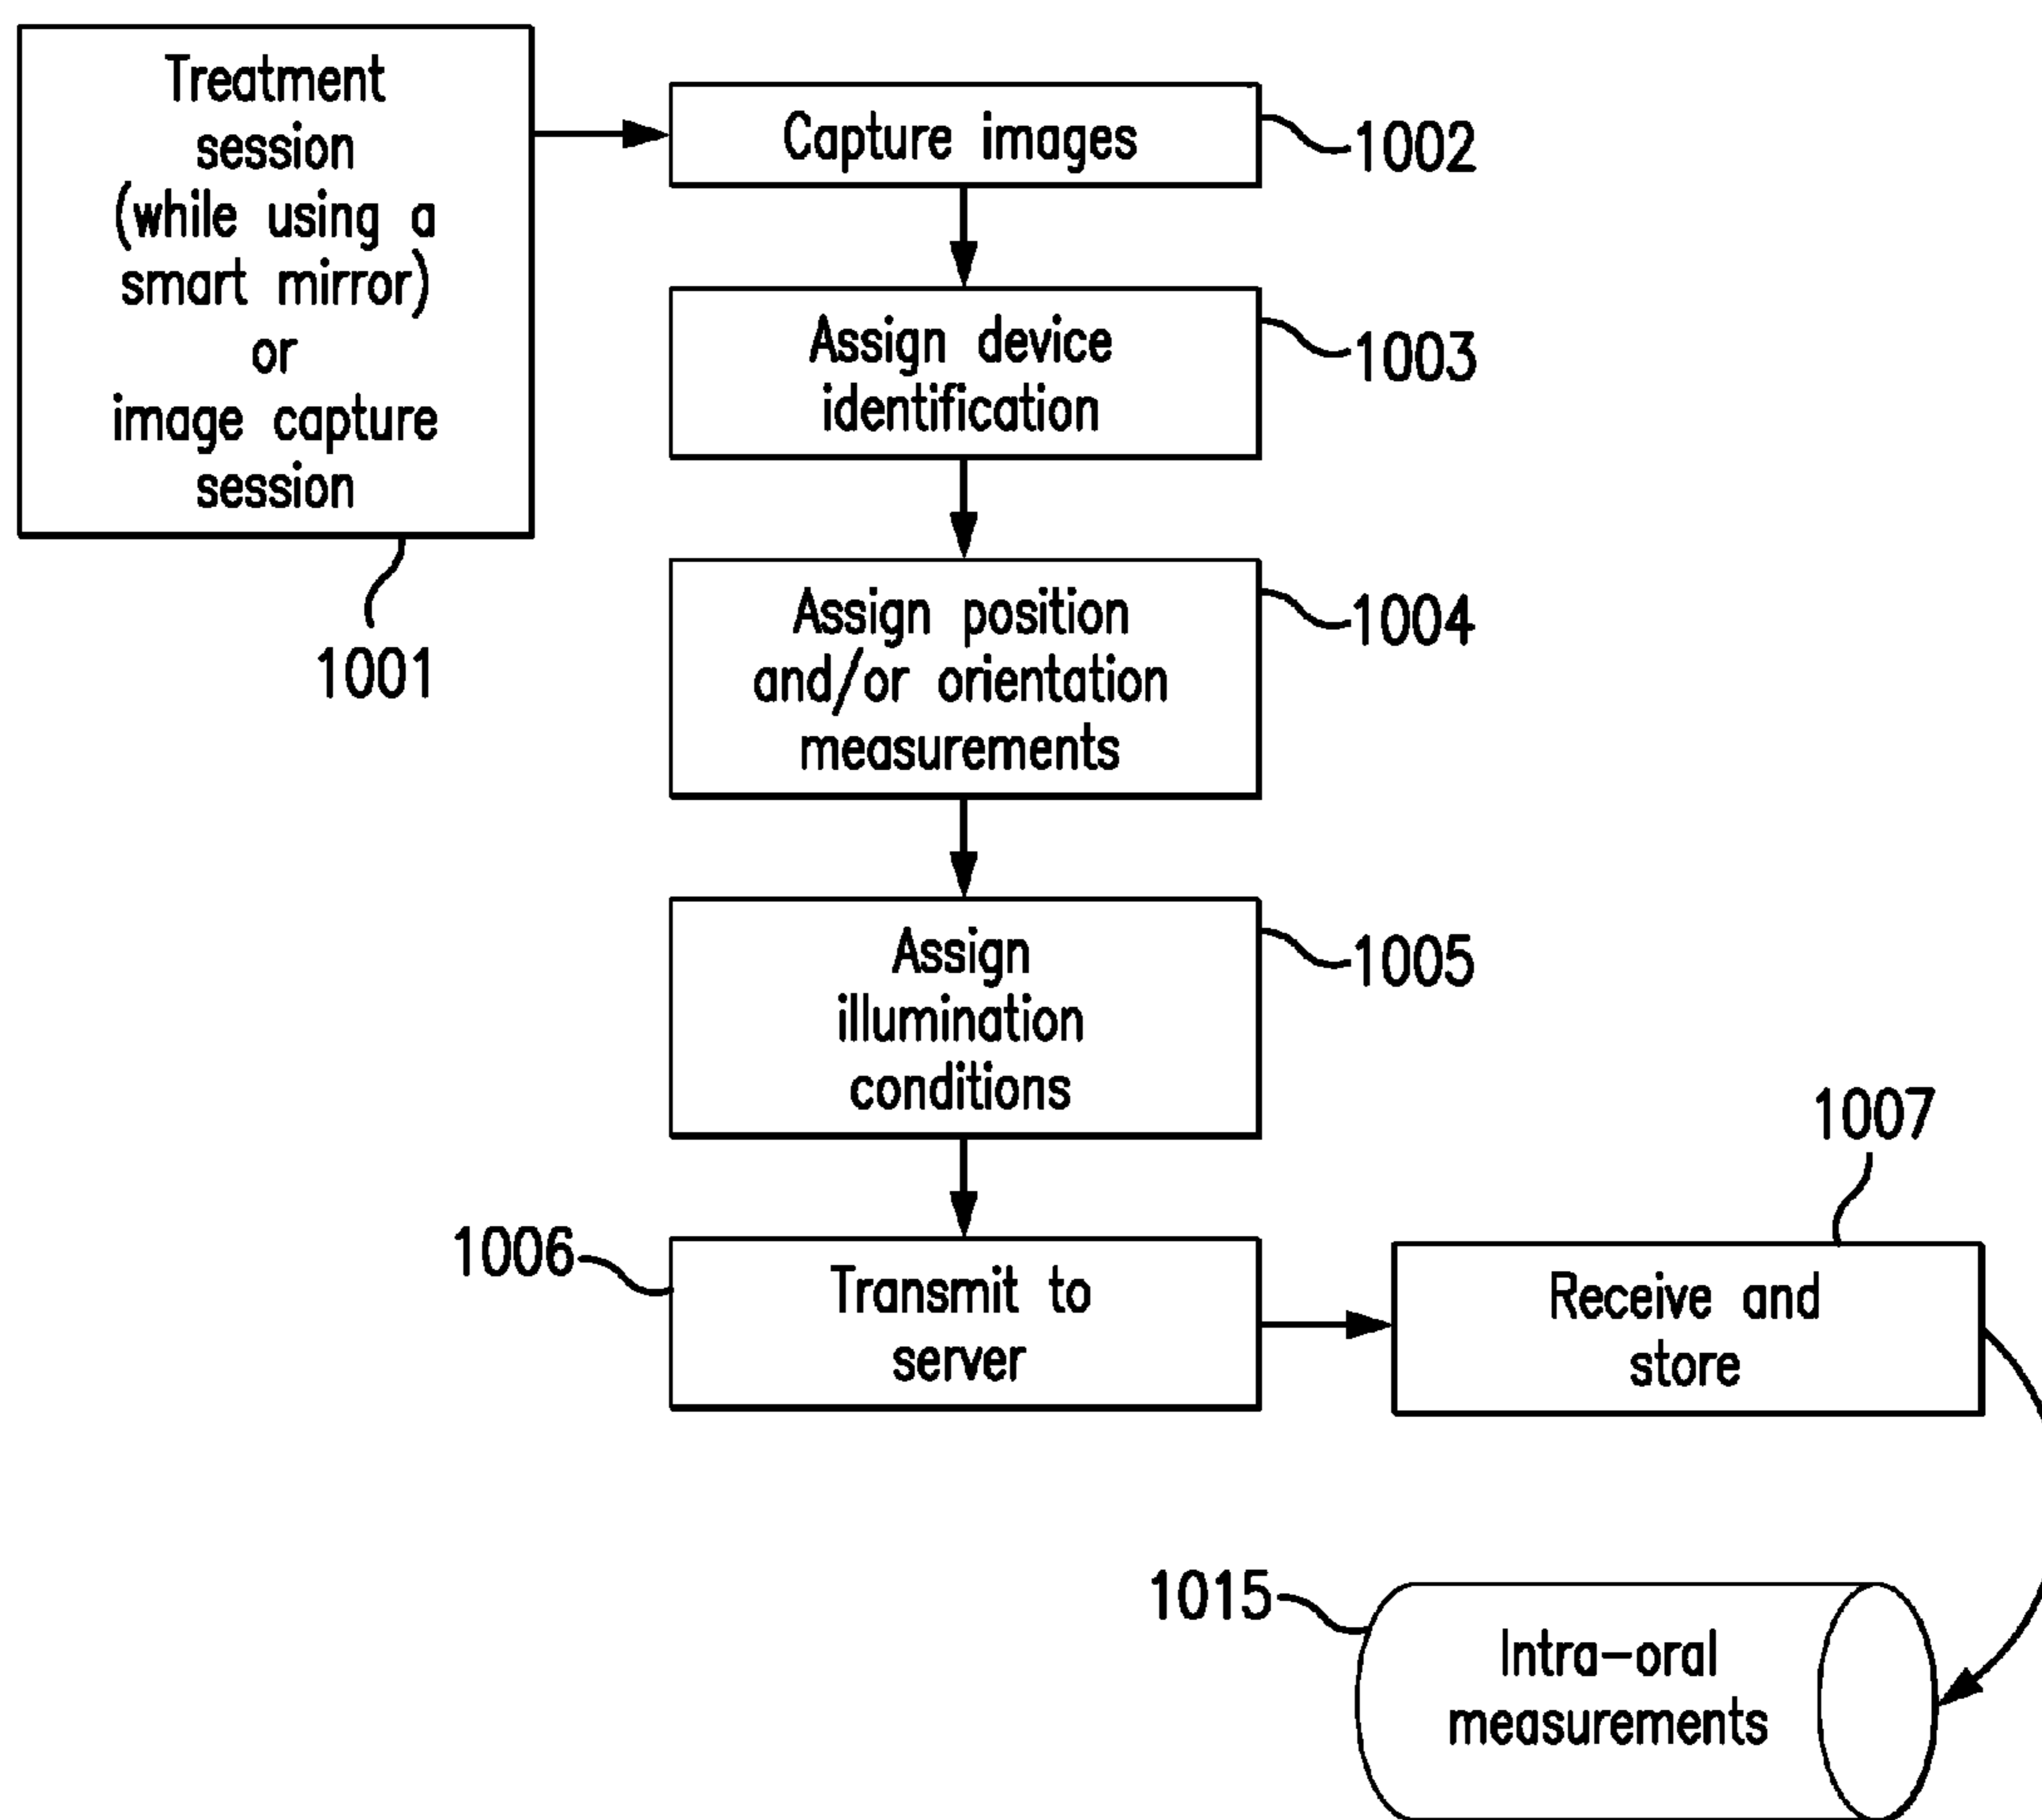 Treatment
session
(while using a
smart mirror)
or
image capture
session
1001
Capture images
1002
Assign device
identification
1003
Assign position
and/or orientation
measurements
1004
Assign
illumination
conditions
1005
1006
Transmit to
server
1007
Receive and
store
1015
Intra-oral
measurements